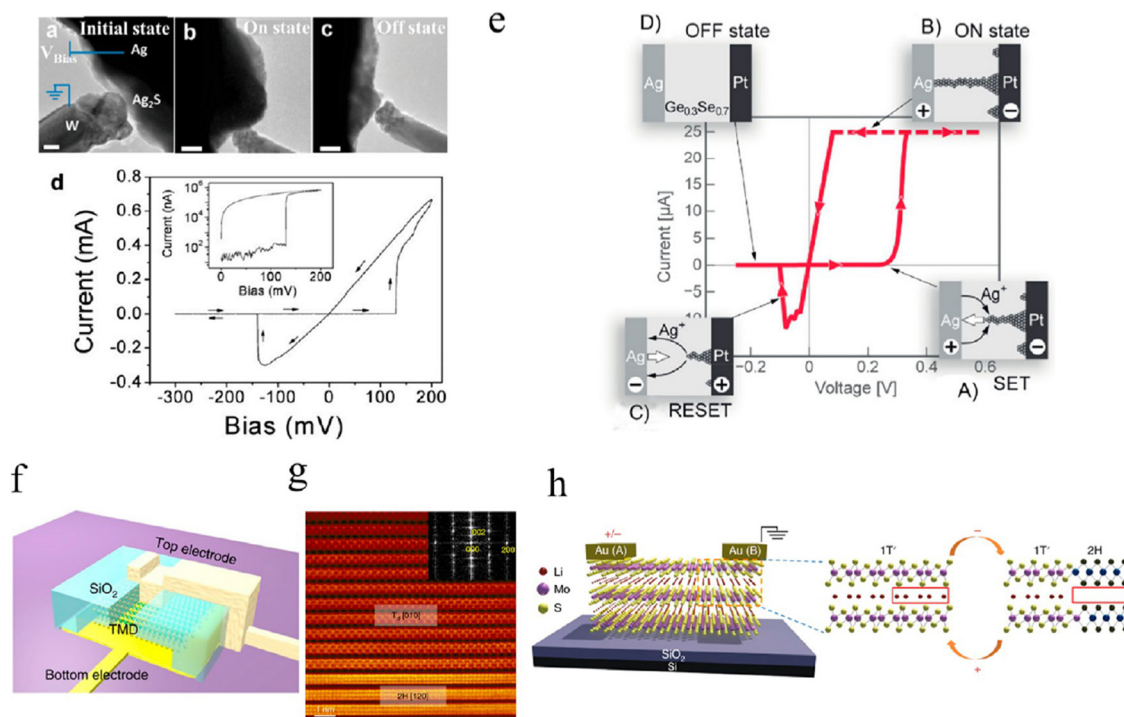 a Initial state
V_Bias
Ag
Ag₂S
W
b On state
c Off state
d
Current (mA)
0.8
0.6
0.4
0.2
0.0
-0.2
-0.4
-300 -200 -100 0 100 200
Bias (mV)
Current (nA)
10⁶
10⁴
10²
0 100 200
Bias (mV)
e
D) OFF state
Ag
Pt
Ge₀.₃Se₀.₇
B) ON state
Ag
Pt
+
−
Current [µA]
25
20
15
10
5
0
-5
-10
-0.2 0 0.2 0.4 0.6
Voltage [V]
Ag⁺
Ag
Pt
−
+
C) RESET
Ag⁺
Ag
Pt
+
−
A) SET
f
Top electrode
SiO₂
TMD
Bottom electrode
g
002
000 200
2H [120]
1 nm
h
+/−
Au (A)
Au (B)
Li
Mo
S
SiO₂
Si
1T′
−
1T′ 2H
+